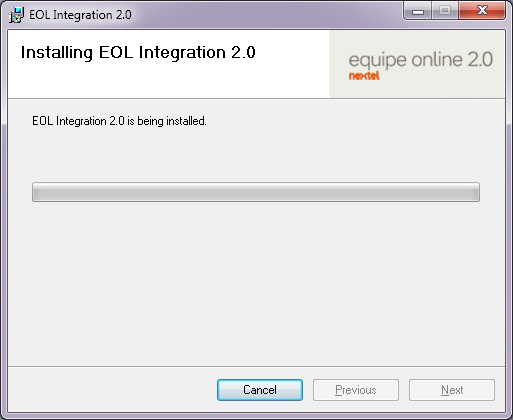 EOL Integration 2.0
Installing EOL Integration 2.0
equipe online 2.0
nextel
EOL Integration 2.0 is being installed.
Cancel
Previous
Next